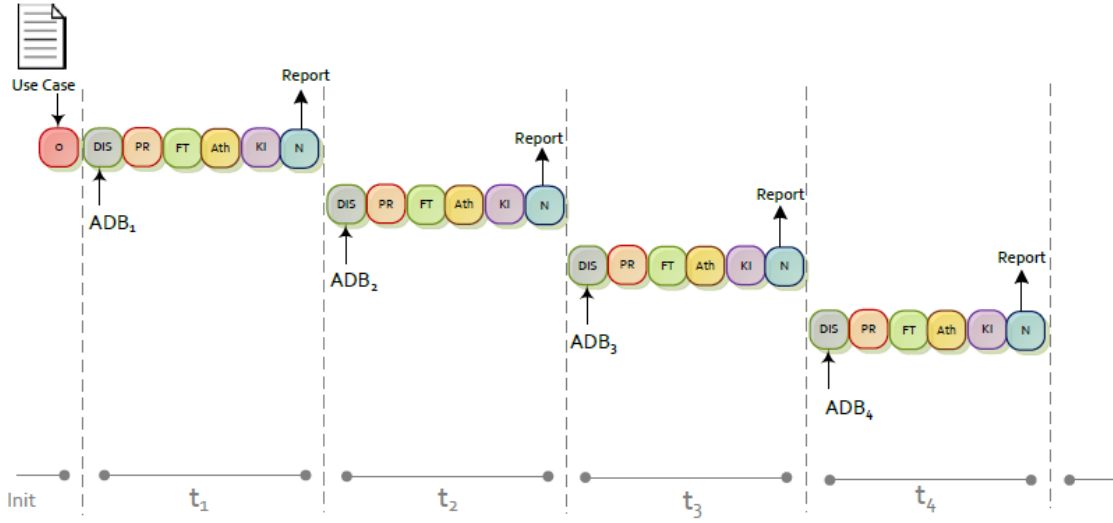 Use Case
Report
O DIS PR FT Ath KI N
ADB₁
Report
DIS PR FT Ath KI N
ADB₂
Report
DIS PR FT Ath KI N
ADB₃
Report
DIS PR FT Ath KI N
ADB₄
Init t₁ t₂ t₃ t₄